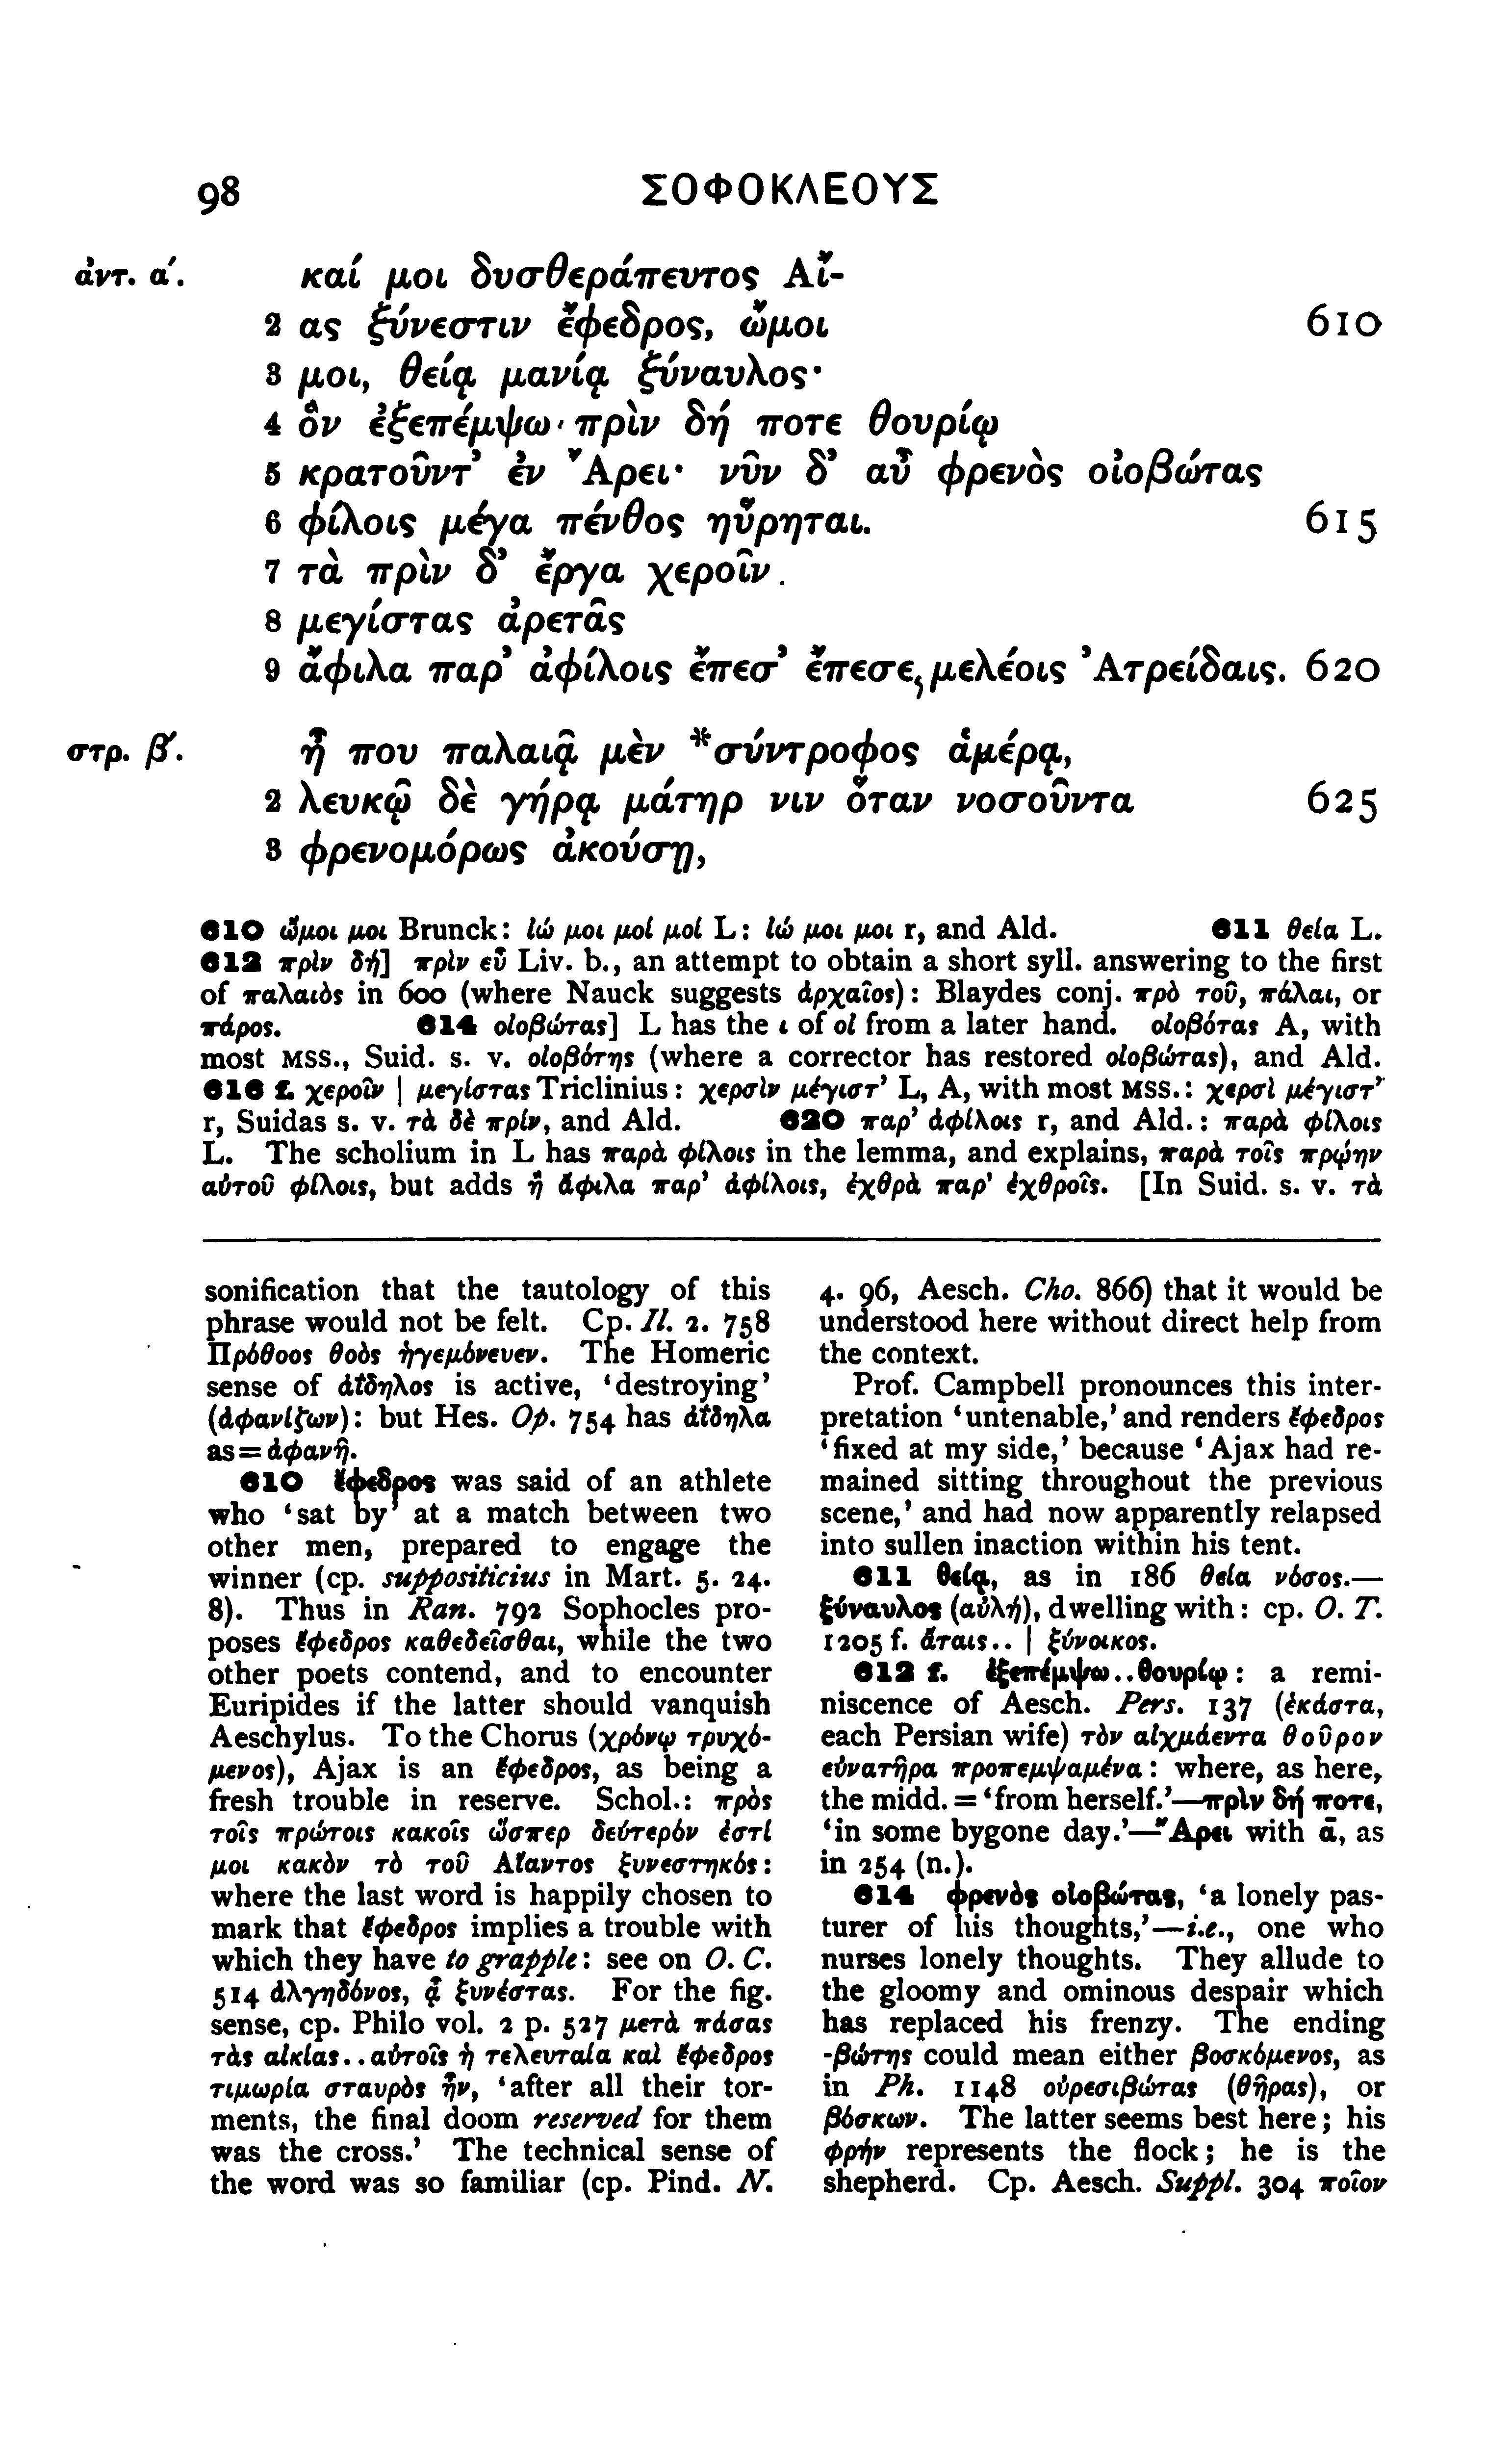 98 ΣΟΦΟΚΛΕΟΥΣ
ἀντ. α΄. καί μοι δυσθεράπευτος Αἴ-
2 ας ξύνεστιν ἔφεδρος, ὤμοι 610
3 μοι, θείᾳ μανίᾳ ξύναυλος·
4 ὃν ἐξεπέμψω πρὶν δή ποτε θουρίῳ
5 κρατοῦντ’ ἐν Ἄρει· νῦν δ’ αὖ φρενὸς οἰοβώτας
6 φίλοις μέγα πένθος ηὕρηται. 615
7 τὰ πρὶν δ’ ἔργα χεροῖν
8 μεγίστας ἀρετᾶς
9 ἄφιλα παρ’ ἀφίλοις ἔπεσ’ ἔπεσε μελέοις Ἀτρείδαις. 620
στρ. β΄. ἦ που παλαιᾷ μὲν *σύντροφος ἁμέρᾳ,
2 λευκῷ δὲ γήρᾳ μάτηρ νιν ὅταν νοσοῦντα 625
3 φρενομόρως ἀκούσῃ,
610 ὤμοι μοι Brunck: ἰώ μοι μοί μοί L: ἰώ μοι μοι r, and Ald. 611 θεία L.
612 πρὶν δή] πρὶν εὖ Liv. b., an attempt to obtain a short syll. answering to the first
of παλαιὸς in 600 (where Nauck suggests ἀρχαῖος): Blaydes conj. πρὸ τοῦ, πάλαι, or
πάρος. 614 οἰοβώτας] L has the ι of οἰ from a later hand. οἰοβότας A, with
most MSS., Suid. s. v. οἰοβότης (where a corrector has restored οἰοβώτας), and Ald.
616 f. χεροῖν | μεγίστας Triclinius: χερσὶν μέγιστ’ L, A, with most MSS.: χερσὶ μέγιστ’
r, Suidas s. v. τὰ δὲ πρίν, and Ald. 620 παρ’ ἀφίλοις r, and Ald.: παρὰ φίλοις
L. The scholium in L has παρὰ φίλοις in the lemma, and explains, παρὰ τοῖς πρῴην
αὐτοῦ φίλοις, but adds ἢ ἄφιλα παρ’ ἀφίλοις, ἐχθρὰ παρ’ ἐχθροῖς. [In Suid. s. v. τὰ
sonification that the tautology of this
phrase would not be felt. Cp. Il. 2. 758
Πρόθοος θοὸς ἡγεμόνευεν. The Homeric
sense of ἀΐδηλος is active, ‘destroying’
(ἀφανίζων): but Hes. Op. 754 has ἀΐδηλα
as = ἀφανῆ.
610 ἔφεδρος was said of an athlete
who ‘sat by’ at a match between two
other men, prepared to engage the
winner (cp. suppositicius in Mart. 5. 24.
8). Thus in Ran. 792 Sophocles pro-
poses ἔφεδρος καθεδεῖσθαι, while the two
other poets contend, and to encounter
Euripides if the latter should vanquish
Aeschylus. To the Chorus (χρόνῳ τρυχό-
μενος), Ajax is an ἔφεδρος, as being a
fresh trouble in reserve. Schol.: πρὸς
τοῖς πρώτοις κακοῖς ὥσπερ δεύτερόν ἐστί
μοι κακὸν τὸ τοῦ Αἴαντος ξυνεστηκός:
where the last word is happily chosen to
mark that ἔφεδρος implies a trouble with
which they have to grapple: see on O. C.
514 ἀλγηδόνος, ᾇ ξυνέστας. For the fig.
sense, cp. Philo vol. 2 p. 527 μετὰ πάσας
τὰς αἰκίας..αὐτοῖς ἡ τελευταία καὶ ἔφεδρος
τιμωρία σταυρὸς ἦν, ‘after all their tor-
ments, the final doom reserved for them
was the cross.’ The technical sense of
the word was so familiar (cp. Pind. N.
4. 96, Aesch. Cho. 866) that it would be
understood here without direct help from
the context.
Prof. Campbell pronounces this inter-
pretation ‘untenable,’ and renders ἔφεδρος
‘fixed at my side,’ because ‘Ajax had re-
mained sitting throughout the previous
scene,’ and had now apparently relapsed
into sullen inaction within his tent.
611 θείᾳ, as in 186 θεία νόσος.—
ξύναυλος (αὐλή), dwelling with: cp. O. T.
1205 f. ἄταις.. | ξύνοικος.
612 f. ἐξεπέμψω..θουρίῳ: a remi-
niscence of Aesch. Pers. 137 (ἑκάστα,
each Persian wife) τὸν αἰχμάεντα θοῦρον
εὐνατῆρα προπεμψαμένα: where, as here,
the midd. = ‘from herself.’—πρὶν δή ποτε,
‘in some bygone day.’—Ἄρει with ᾱ, as
in 254 (n.).
614 φρενὸς οἰοβώτας, ‘a lonely pas-
turer of his thoughts,’—i.e., one who
nurses lonely thoughts. They allude to
the gloomy and ominous despair which
has replaced his frenzy. The ending
-βώτης could mean either βοσκόμενος, as
in Ph. 1148 οὐρεσιβώτας (θῆρας), or
βόσκων. The latter seems best here; his
φρήν represents the flock; he is the
shepherd. Cp. Aesch. Suppl. 304 ποῖον